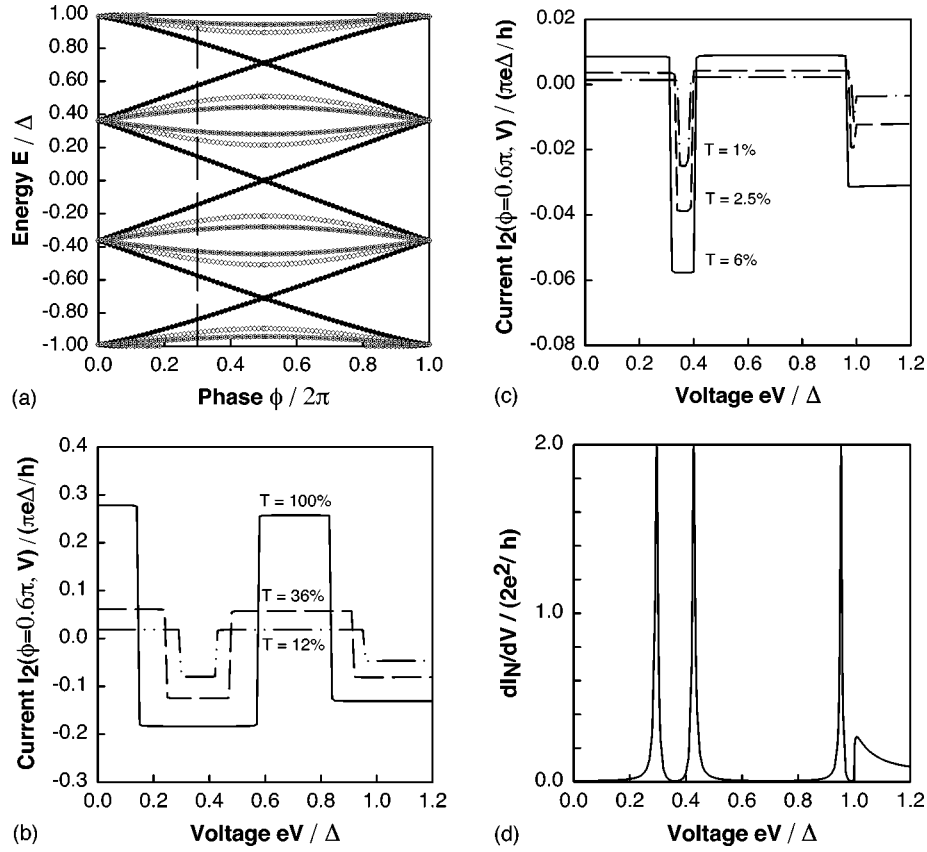 1.00
0.80
0.60
0.40
0.20
0.00
-0.20
-0.40
-0.60
-0.80
-1.00
Energy E / Δ
0.0 0.2 0.4 0.6 0.8 1.0
Phase ϕ / 2π
(a)
0.02
0.00
-0.02
-0.04
-0.06
-0.08
Current I₂(ϕ=0.6π, V) / (πeΔ/h)
T = 1%
T = 2.5%
T = 6%
0.0 0.2 0.4 0.6 0.8 1.0 1.2
Voltage eV / Δ
(c)
0.4
0.3
0.2
0.1
0.0
-0.1
-0.2
-0.3
Current I₂(ϕ=0.6π, V) /(πeΔ/h)
T = 100%
T = 36%
T = 12%
0.0 0.2 0.4 0.6 0.8 1.0 1.2
Voltage eV / Δ
(b)
2.0
1.0
0.0
dI_N/dV / (2e²/ h)
0.0 0.2 0.4 0.6 0.8 1.0 1.2
Voltage eV / Δ
(d)